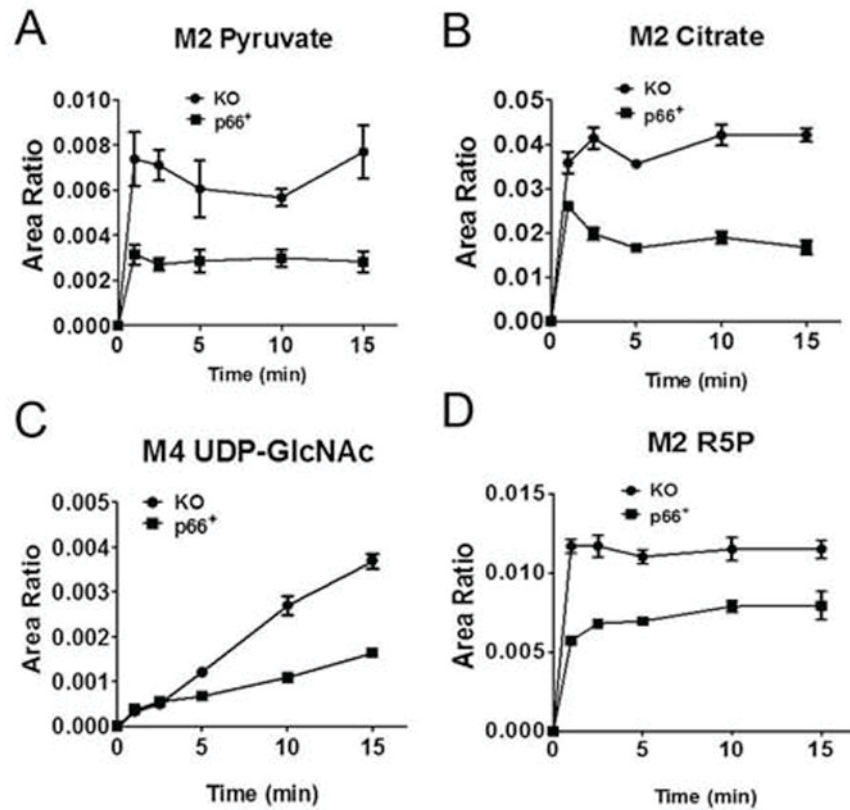 A
M2 Pyruvate
KO
p66+
0.010
0.008
0.006
0.004
0.002
0.000
Area Ratio
0 5 10 15
Time (min)
B
M2 Citrate
KO
p66+
0.05
0.04
0.03
0.02
0.01
0.00
Area Ratio
0 5 10 15
Time (min)
C
M4 UDP-GlcNAc
KO
p66+
0.005
0.004
0.003
0.002
0.001
0.000
Area Ratio
0 5 10 15
Time (min)
D
M2 R5P
KO
p66+
0.015
0.010
0.005
0.000
Area Ratio
0 5 10 15
Time (min)